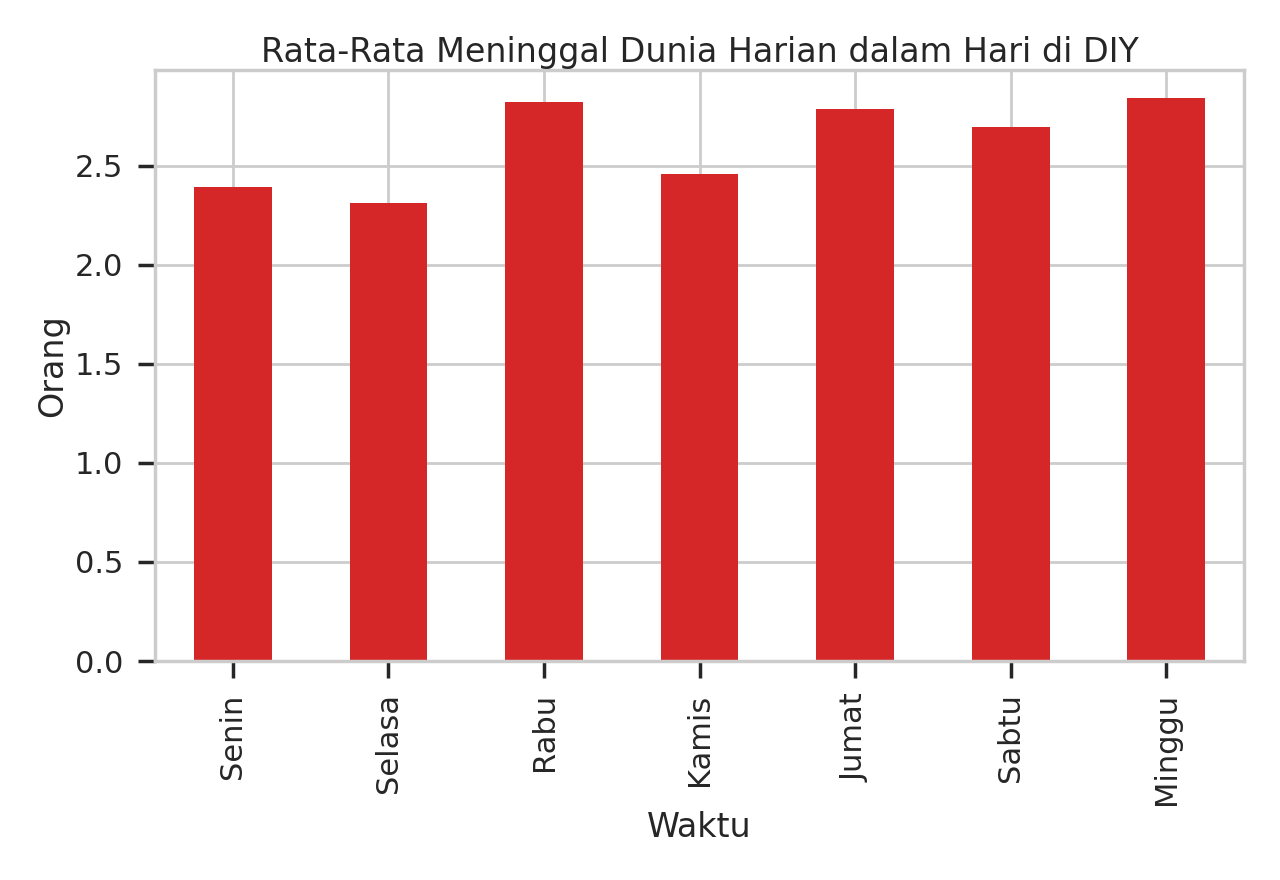 Rata-Rata Meninggal Dunia Harian dalam Hari di DIY
Orang
2.5
2.0
1.5
1.0
0.5
0.0
Senin
Selasa
Rabu
Kamis
Jumat
Sabtu
Minggu
Waktu